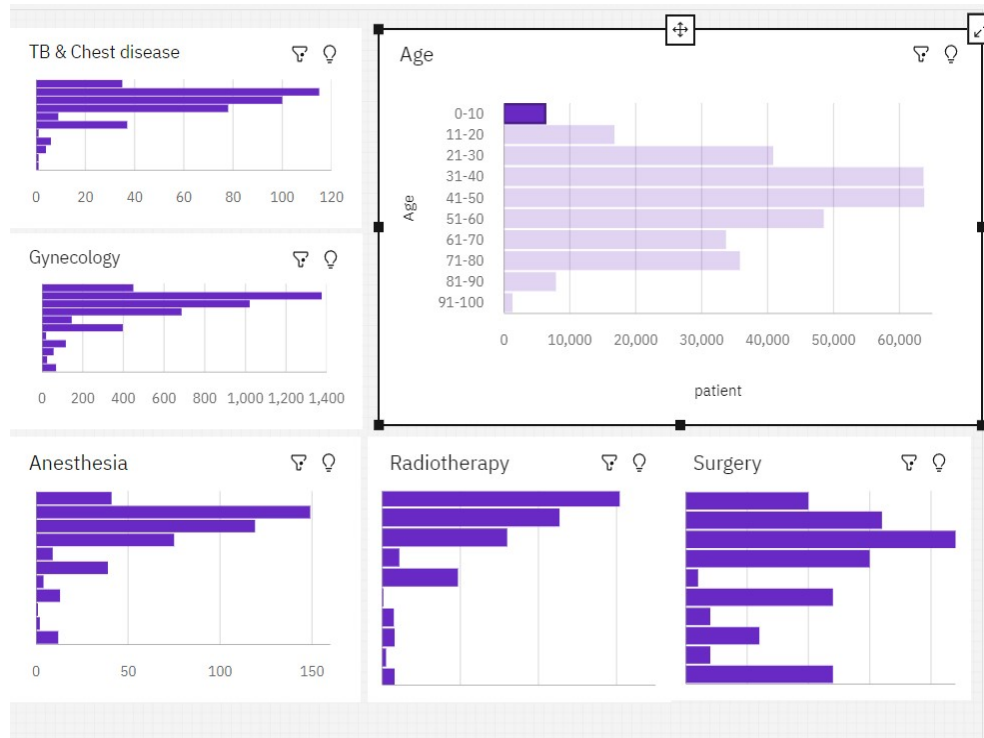 TB & Chest disease
0 20 40 60 80 100 120
Gynecology
0 200 400 600 800 1,000 1,200 1,400
Age
Age
0-10
11-20
21-30
31-40
41-50
51-60
61-70
71-80
81-90
91-100
0 10,000 20,000 30,000 40,000 50,000 60,000
patient
Anesthesia
0 50 100 150
Radiotherapy
Surgery